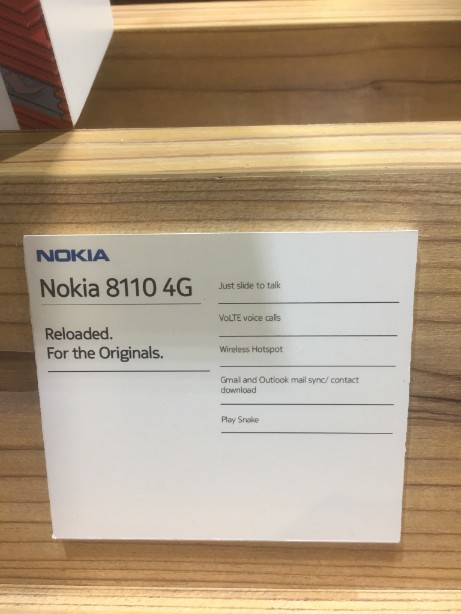 NOKIA
Nokia 8110 4G
Reloaded.
For the Originals.
Just slide to talk
VoLTE voice calls
Wireless Hotspot
Gmail and Outlook mail sync/ contact
download
Play Snake